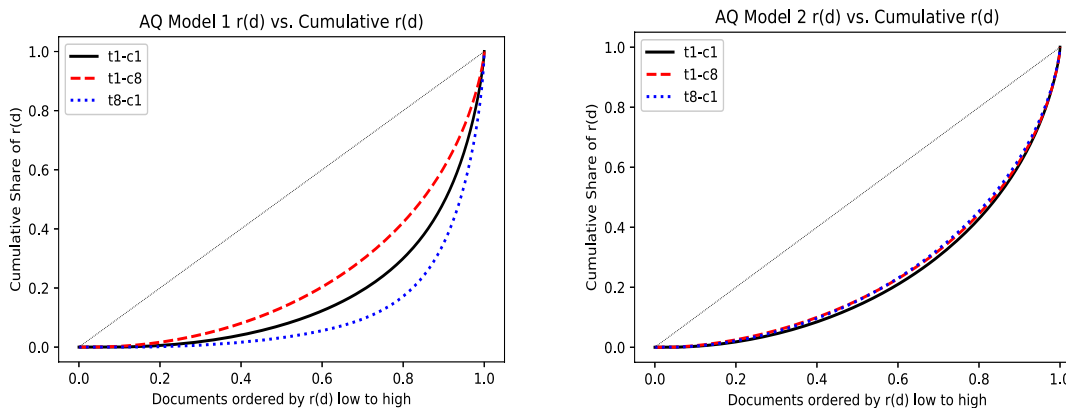 AQ Model 1 r(d) vs. Cumulative r(d)
Cumulative Share of r(d)
1.0
0.8
0.6
0.4
0.2
0.0
t1-c1
t1-c8
t8-c1
0.0 0.2 0.4 0.6 0.8 1.0
Documents ordered by r(d) low to high
AQ Model 2 r(d) vs. Cumulative r(d)
Cumulative Share of r(d)
1.0
0.8
0.6
0.4
0.2
0.0
t1-c1
t1-c8
t8-c1
0.0 0.2 0.4 0.6 0.8 1.0
Documents ordered by r(d) low to high